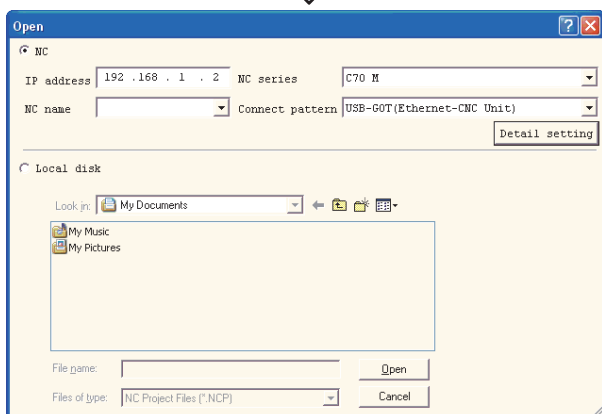 Open
NC
IP address 192 .168 . 1 . 2 NC series C70 M
NC name Connect pattern USB-GOT(Ethernet-CNC Unit)
Detail setting
Local disk
Look in: My Documents
My Music
My Pictures
File name: Open
Files of type: NC Project Files (*.NCP) Cancel